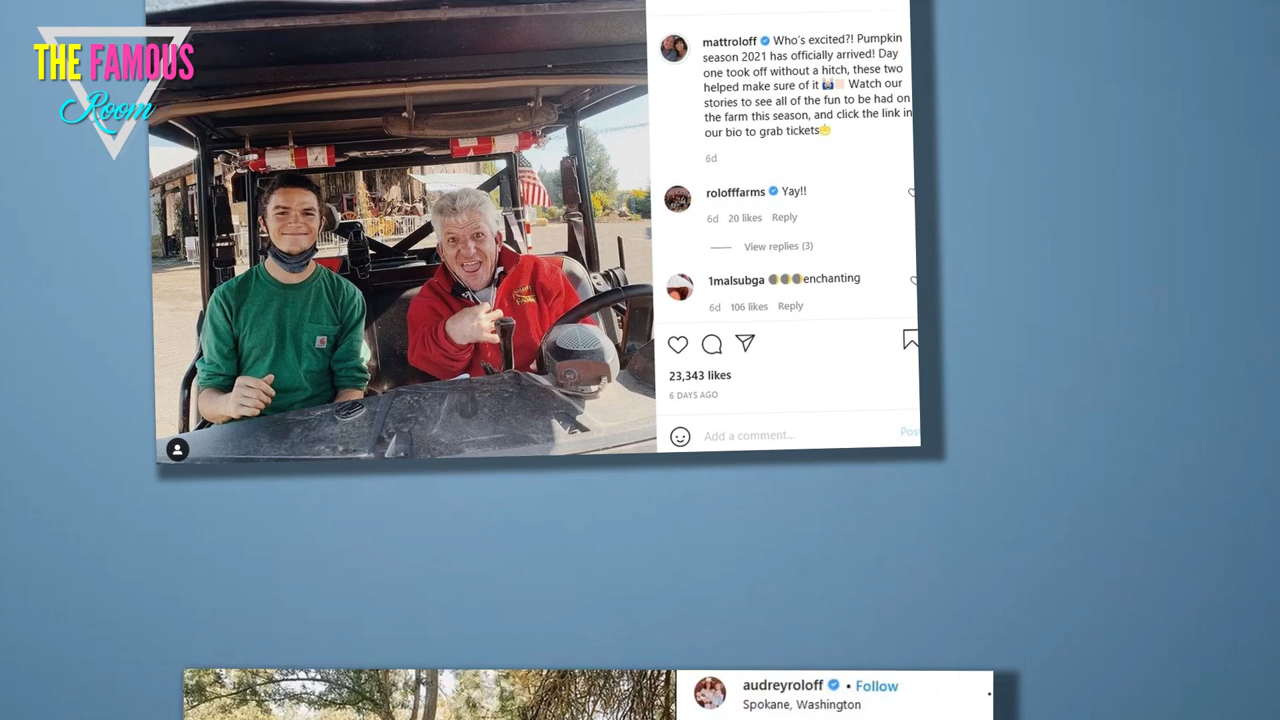 THE FAMOUS
Room
mattroloff Who's excited?! Pumpkin
season 2021 has officially arrived! Day
one took off without a hitch, these two
helped make sure of it Watch our
stories to see all of the fun to be had on
the farm this season, and click the link in
our bio to grab tickets
6d
rolofffarms Yay!!
6d 20 likes Reply
View replies (3)
1malsubga enchanting
6d 106 likes Reply
23,343 likes
6 DAYS AGO
Add a comment...
audreyroloff • Follow
Spokane, Washington